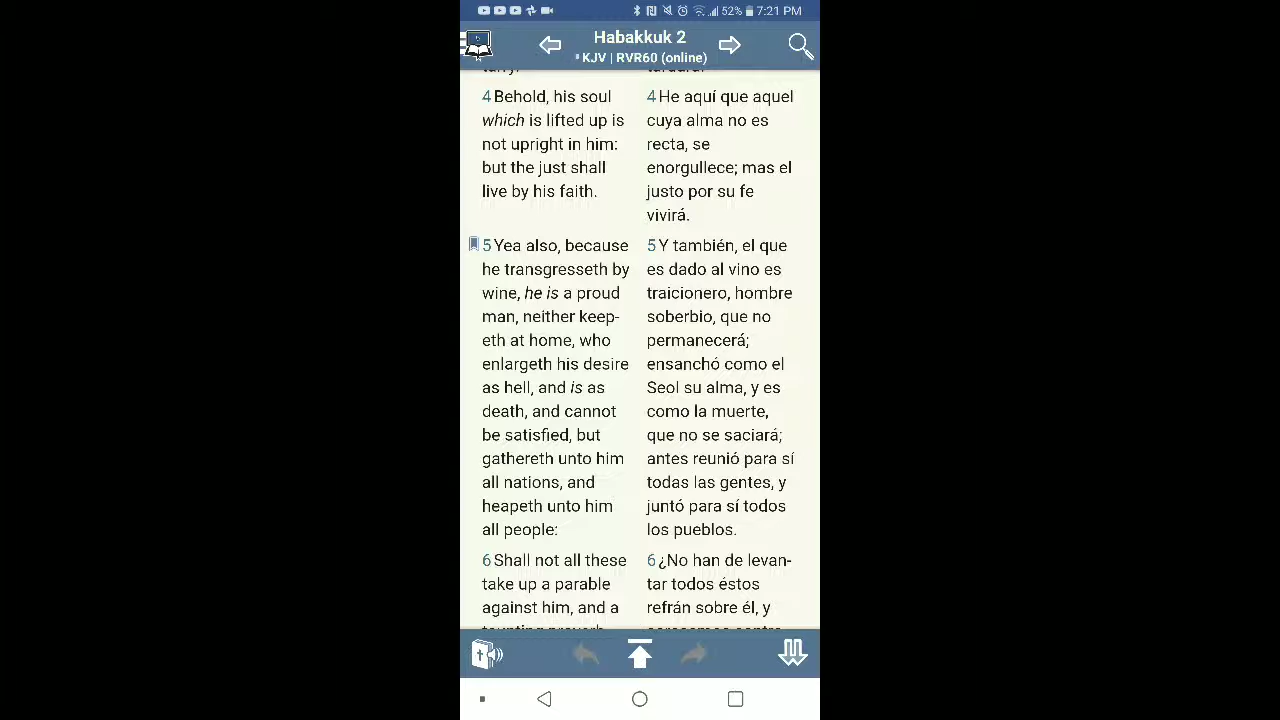 52% 7:21 PM
Habakkuk 2
KJV | RVR60 (online)
4 Behold, his soul
which is lifted up is
not upright in him:
but the just shall
live by his faith.
5 Yea also, because
he transgresseth by
wine, he is a proud
man, neither keep-
eth at home, who
enlargeth his desire
as hell, and is as
death, and cannot
be satisfied, but
gathereth unto him
all nations, and
heapeth unto him
all people:
6 Shall not all these
take up a parable
against him, and a
4 He aquí que aquel
cuya alma no es
recta, se
enorgullece; mas el
justo por su fe
vivirá.
5 Y también, el que
es dado al vino es
traicionero, hombre
soberbio, que no
permanecerá;
ensanchó como el
Seol su alma, y es
como la muerte,
que no se saciará;
antes reunió para sí
todas las gentes, y
juntó para sí todos
los pueblos.
6 ¿No han de levan-
tar todos éstos
refrán sobre él, y